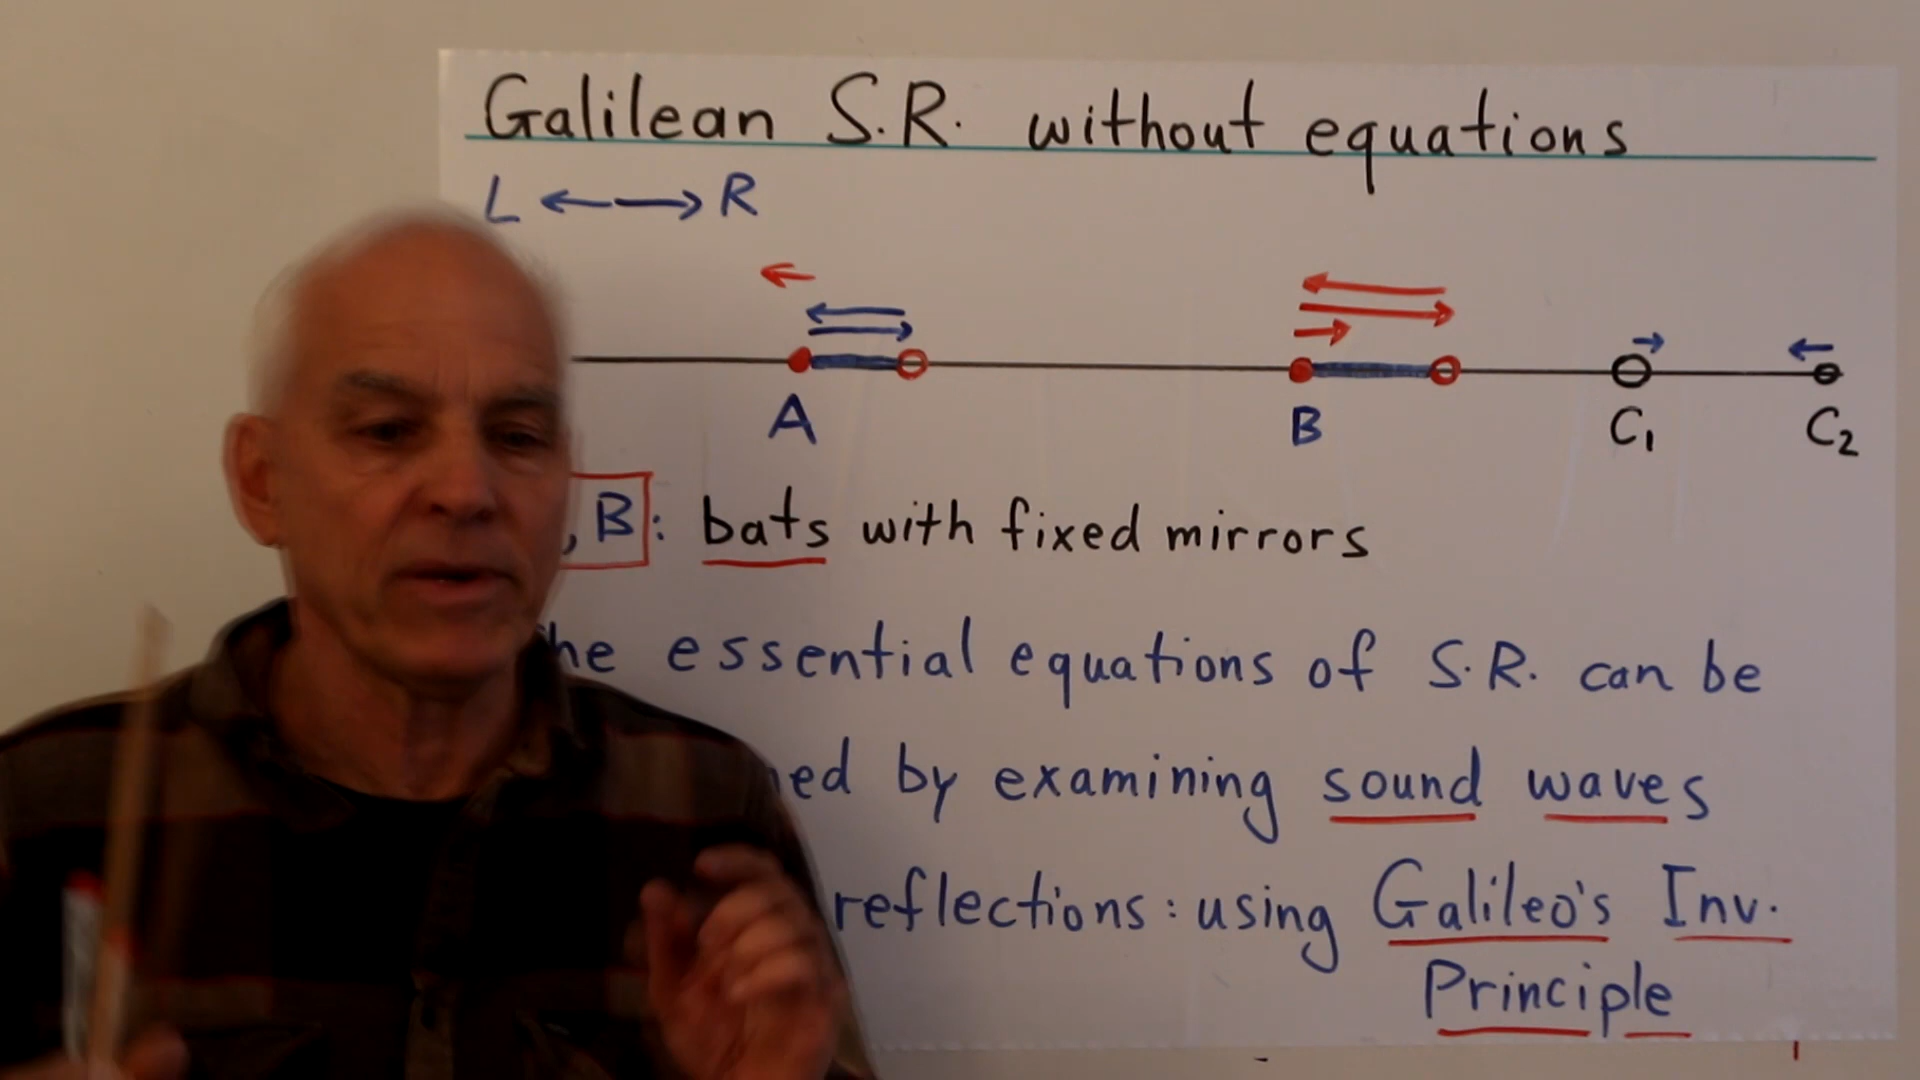 Galilean S.R. without equations
L R
A B C₁ C₂
, B : bats with fixed mirrors
he essential equations of S.R. can be
ned by examining sound waves
reflections : using Galileo's Inv.
Principle